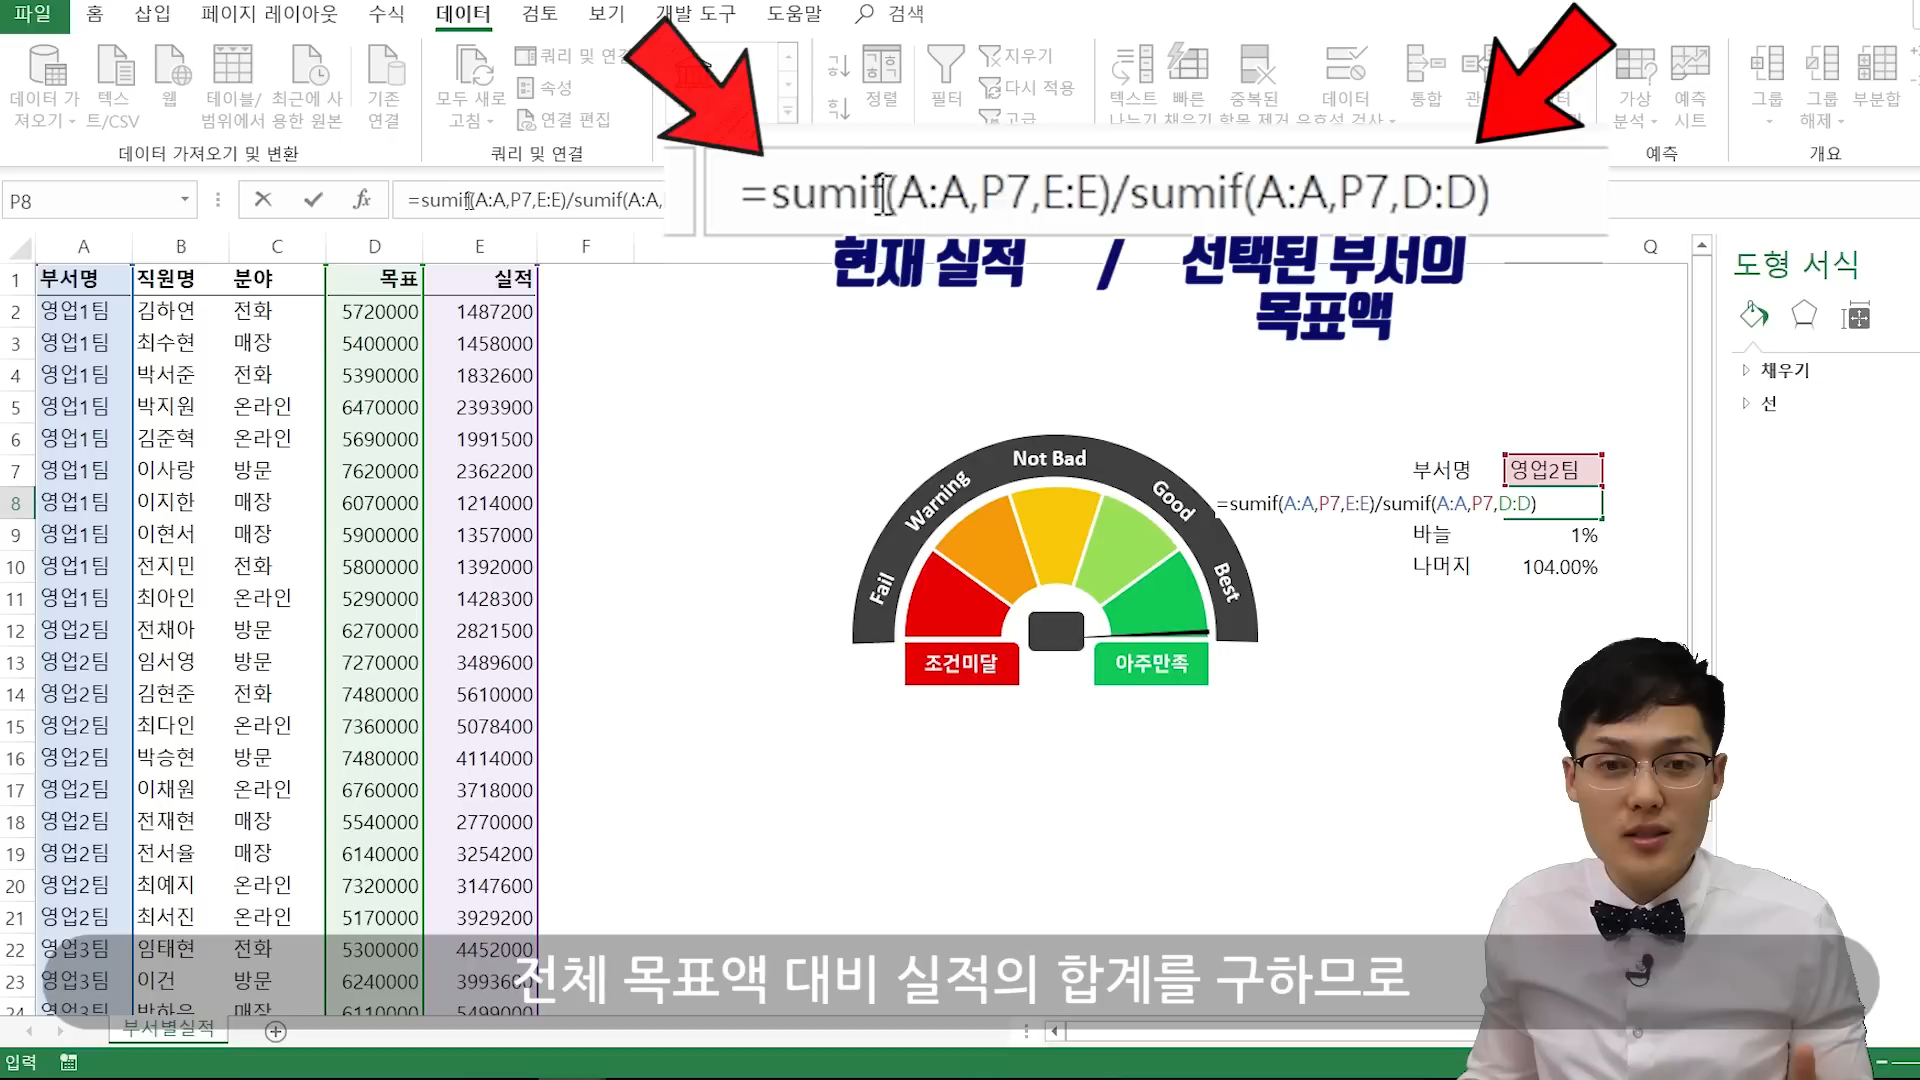 파일 홈 삽입 페이지 레이아웃 수식 데이터 검토 보기 개발 도구 도움말 검색
데이터 가져오기
텍스트/CSV
웹
테이블/범위에서
최근에 사용한 원본
기존 연결
데이터 가져오기 및 변환
모두 새로 고침
쿼리 및 연결
속성
연결 편집
쿼리 및 연결
정렬
필터
지우기
다시 적용
고급
텍스트 나누기
빠른 채우기
중복된 항목 제거
데이터 유효성 검사
통합
가상 분석
예측 시트
예측
그룹
그룹 해제
부분합
개요
P8
=sumif(A:A,P7,E:E)/sumif(A:A,
=sumif(A:A,P7,E:E)/sumif(A:A,P7,D:D)
현재 실적 / 선택된 부서의
목표액
A B C D E F Q
1 부서명 직원명 분야 목표 실적
2 영업1팀 김하연 전화 5720000 1487200
3 영업1팀 최수현 매장 5400000 1458000
4 영업1팀 박서준 전화 5390000 1832600
5 영업1팀 박지원 온라인 6470000 2393900
6 영업1팀 김준혁 온라인 5690000 1991500
7 영업1팀 이사랑 방문 7620000 2362200
8 영업1팀 이지한 매장 6070000 1214000
9 영업1팀 이현서 매장 5900000 1357000
10 영업1팀 전지민 전화 5800000 1392000
11 영업1팀 최아인 온라인 5290000 1428300
12 영업2팀 전채아 방문 6270000 2821500
13 영업2팀 임서영 방문 7270000 3489600
14 영업2팀 김현준 전화 7480000 5610000
15 영업2팀 최다인 온라인 7360000 5078400
16 영업2팀 박승현 방문 7480000 4114000
17 영업2팀 이채원 온라인 6760000 3718000
18 영업2팀 전재현 매장 5540000 2770000
19 영업2팀 전서율 매장 6140000 3254200
20 영업2팀 최예지 온라인 7320000 3147600
21 영업2팀 최서진 온라인 5170000 3929200
22 영업3팀 임태현 전화 5300000 4452000
23 영업3팀 이건 방문 6240000
24 6110000 5499000
Fail Warning Not Bad Good Best
조건미달 아주만족
부서명 영업2팀
=sumif(A:A,P7,E:E)/sumif(A:A,P7,D:D)
바늘 1%
나머지 104.00%
도형 서식
채우기
선
전체 목표액 대비 실적의 합계를 구하므로
부서별실적
입력